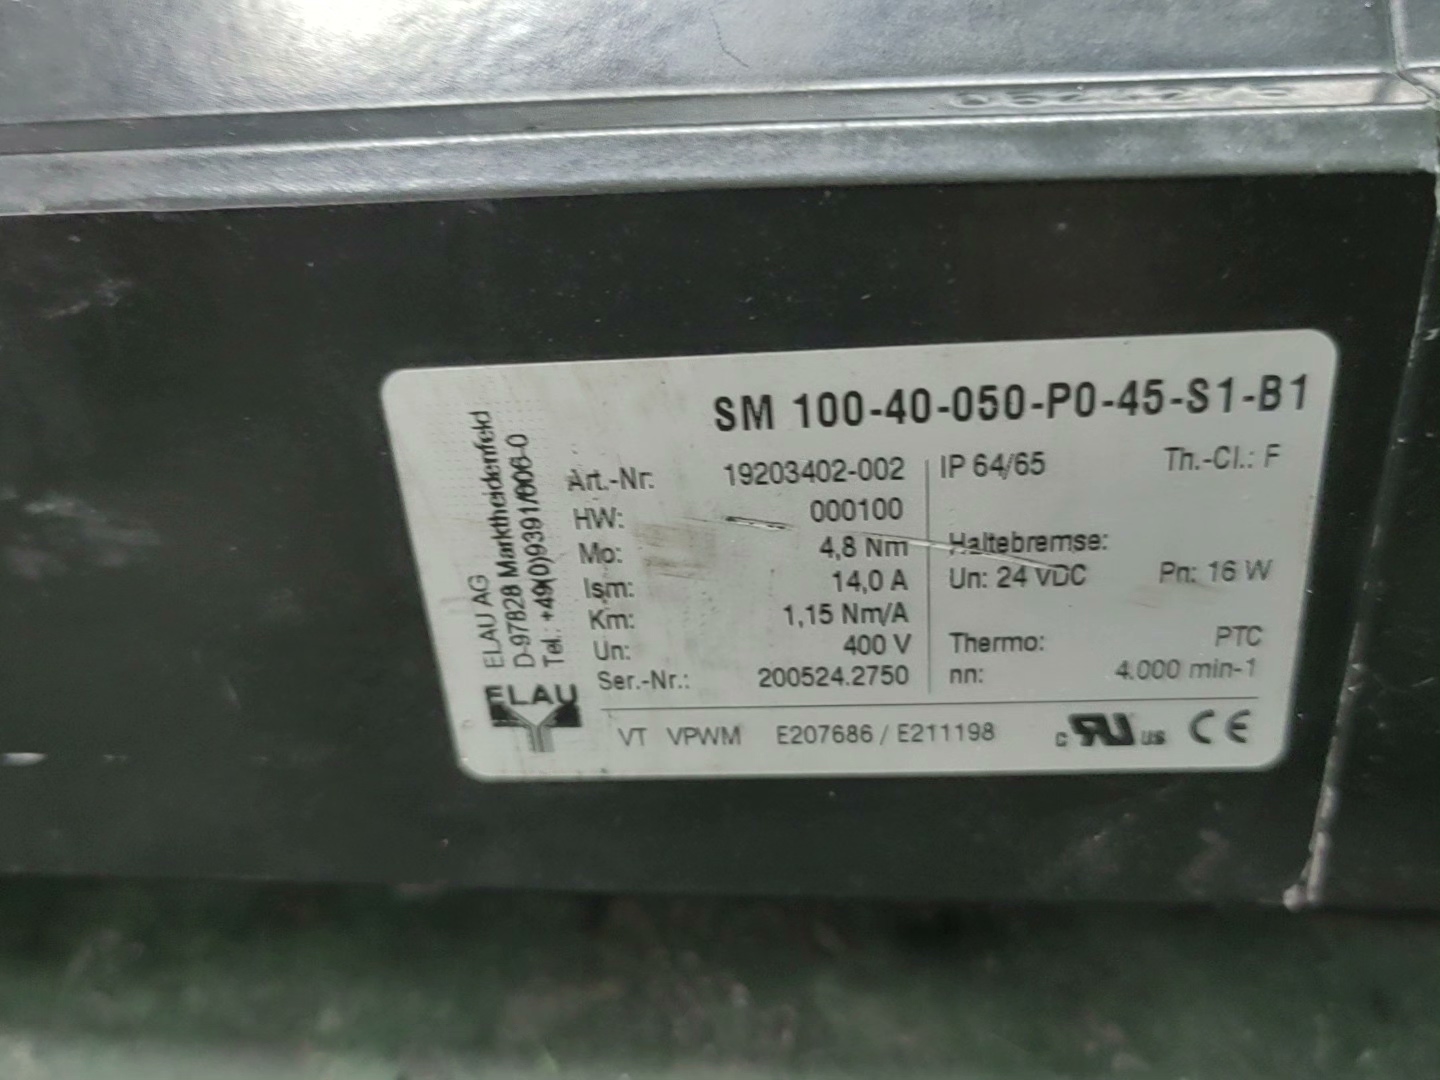 SM 100-40-050-P0-45-S1-B1
Art.-Nr. 19203402-002
HW: 000100
Mo: 4,8 Nm
Ism: 14,0 A
Km: 1,15 Nm/A
Un: 400 V
Ser.-Nr.: 200524.2750
IP 64/65 Th.-Cl.: F
Haltebremse:
Un: 24 VDC Pn: 16 W
Thermo: PTC
nn: 4.000 min-1
VT VPWM E207686 / E211198 c RU us CE
ELAU AG
D-97828 Marktheidenfeld
Tel.: +49(0)9391/606-0
ELAU